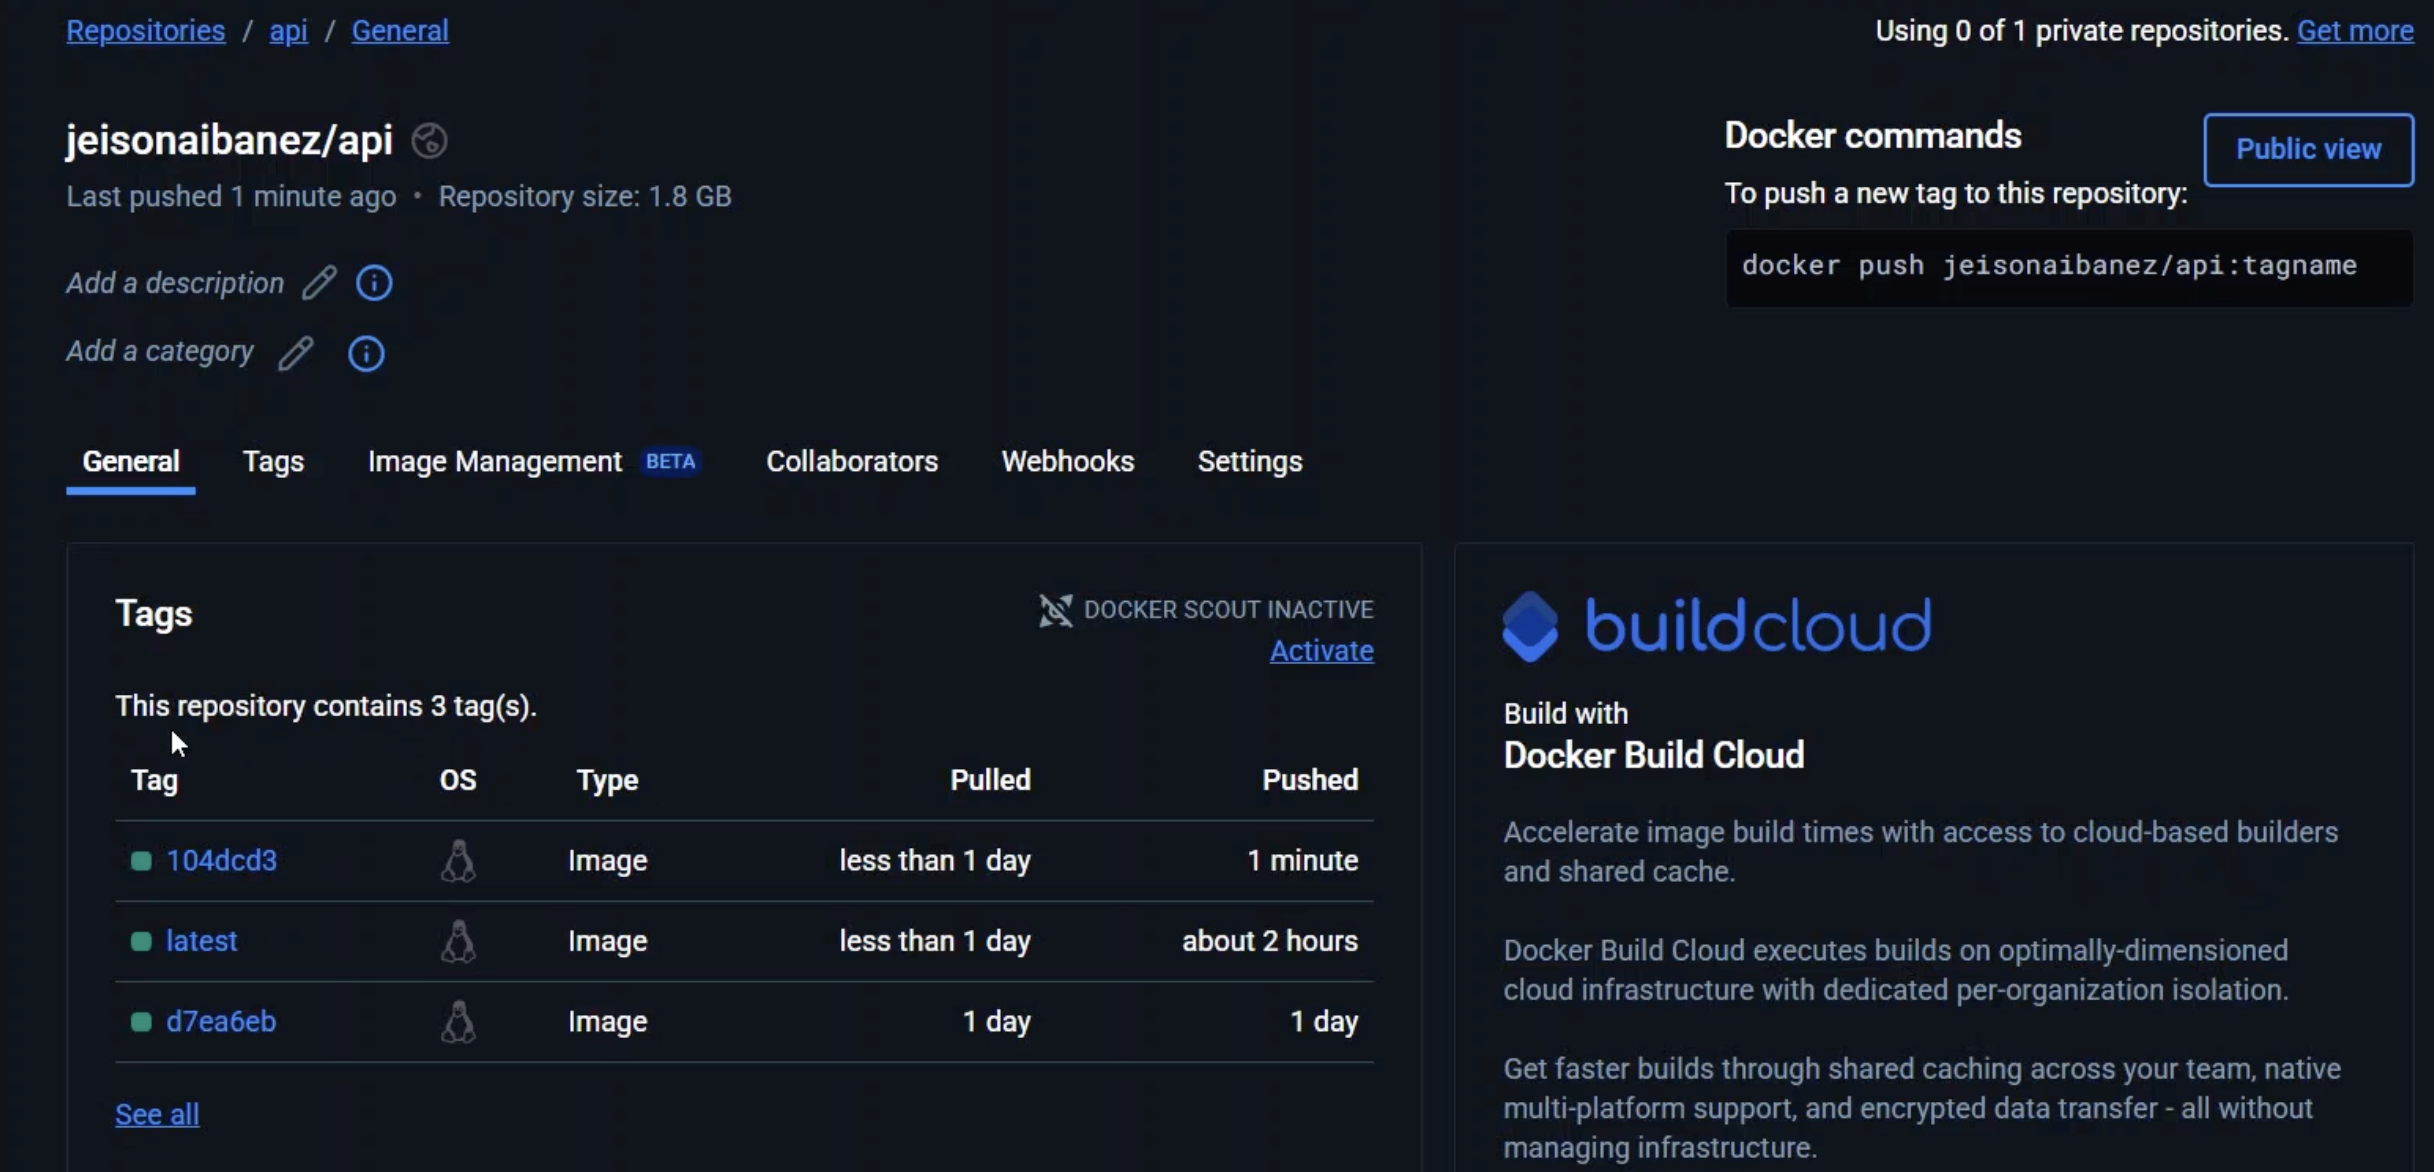 Repositories / api / General
Using 0 of 1 private repositories. Get more
jeisonaibanez/api
Last pushed 1 minute ago • Repository size: 1.8 GB
Add a description
Add a category
Docker commands
Public view
To push a new tag to this repository:
docker push jeisonaibanez/api:tagname
General Tags Image Management BETA Collaborators Webhooks Settings
Tags
DOCKER SCOUT INACTIVE
Activate
This repository contains 3 tag(s).
Tag OS Type Pulled Pushed
104dcd3 Image less than 1 day 1 minute
latest Image less than 1 day about 2 hours
d7ea6eb Image 1 day 1 day
See all
buildcloud
Build with
Docker Build Cloud
Accelerate image build times with access to cloud-based builders
and shared cache.
Docker Build Cloud executes builds on optimally-dimensioned
cloud infrastructure with dedicated per-organization isolation.
Get faster builds through shared caching across your team, native
multi-platform support, and encrypted data transfer - all without
managing infrastructure.